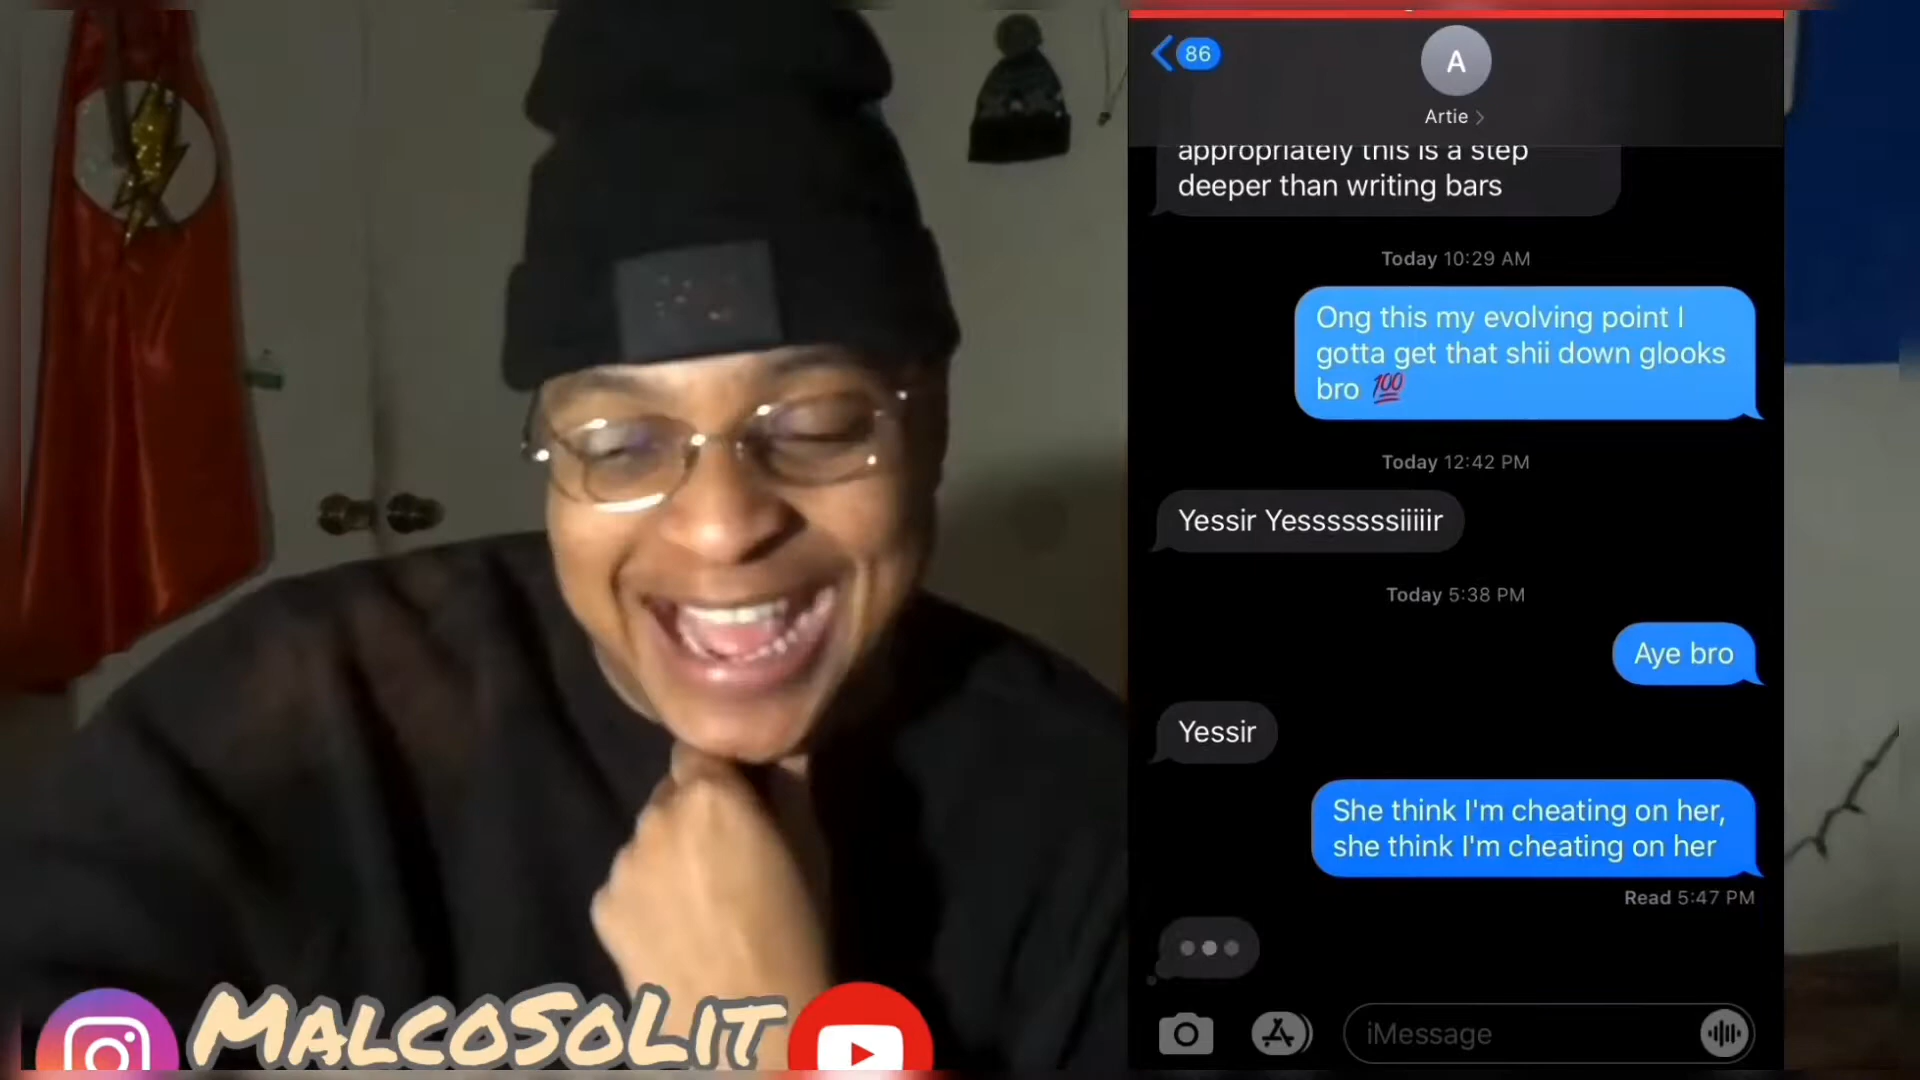 86
A
Artie
appropriately this is a step
deeper than writing bars
Today 10:29 AM
Ong this my evolving point I
gotta get that shii down glooks
bro 💯
Today 12:42 PM
Yessir Yesssssssiiiiir
Today 5:38 PM
Aye bro
Yessir
She think I'm cheating on her,
she think I'm cheating on her
Read 5:47 PM
iMessage
MALCOSOLIT